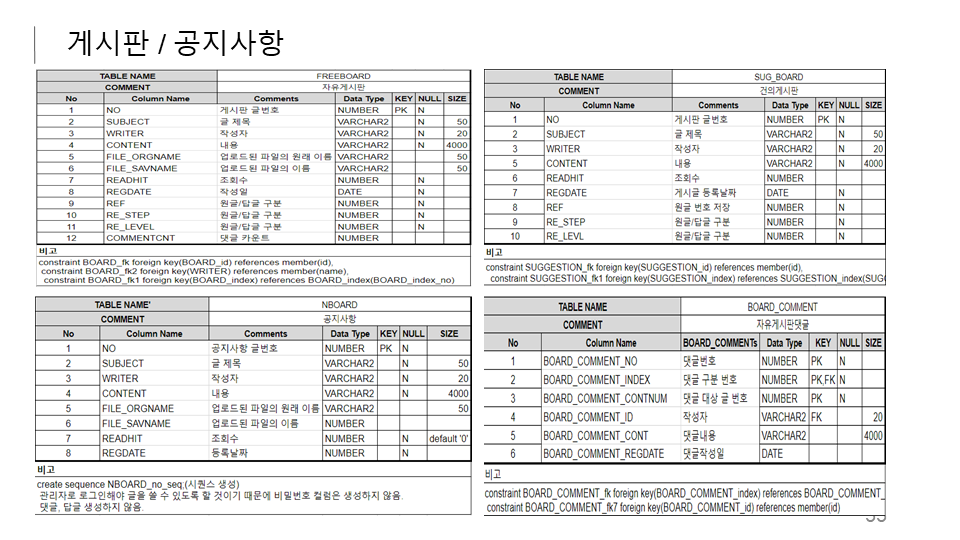 게시판 / 공지사항
TABLE NAME FREEBOARD
COMMENT 자유게시판
No Column Name Comments Data Type KEY NULL SIZE
1 NO 게시판 글번호 NUMBER PK N
2 SUBJECT 글 제목 VARCHAR2 N 50
3 WRITER 작성자 VARCHAR2 N 20
4 CONTENT 내용 VARCHAR2 N 4000
5 FILE_ORGNAME 업로드된 파일의 원래 이름 VARCHAR2 50
6 FILE_SAVNAME 업로드된 파일의 이름 VARCHAR2 50
7 READHIT 조회수 NUMBER N
8 REGDATE 작성일 DATE N
9 REF 원글/답글 구분 NUMBER N
10 RE_STEP 원글/답글 구분 NUMBER N
11 RE_LEVEL 원글/답글 구분 NUMBER N
12 COMMENTCNT 댓글 카운트 NUMBER
비고
constraint BOARD_fk foreign key(BOARD_id) references member(id),
constraint BOARD_fk2 foreign key(WRITER) references member(name),
constraint BOARD_fk1 foreign key(BOARD_index) references BOARD_index(BOARD_index_no)
TABLE NAME SUG_BOARD
COMMENT 건의게시판
No Column Name Comments Data Type KEY NULL SIZE
1 NO 게시판 글번호 NUMBER PK N
2 SUBJECT 글 제목 VARCHAR2 N 50
3 WRITER 작성자 VARCHAR2 N 20
5 CONTENT 내용 VARCHAR2 N 4000
6 READHIT 조회수 NUMBER
7 REGDATE 게시글 등록날짜 DATE N
8 REF 원글 번호 저장 NUMBER N
9 RE_STEP 원글/답글 구분 NUMBER N
10 RE_LEVL 원글/답글 구분 NUMBER N
비고
constraint SUGGESTION_fk foreign key(SUGGESTION_id) references member(id),
constraint SUGGESTION_fk1 foreign key(SUGGESTION_index) references SUGGESTION_index(SUG
TABLE NAME' NBOARD
COMMENT 공지사항
No Column Name Comments Data Type KEY NULL SIZE
1 NO 공지사항 글번호 NUMBER PK N
2 SUBJECT 글 제목 VARCHAR2 N 50
3 WRITER 작성자 VARCHAR2 N 20
4 CONTENT 내용 VARCHAR2 N 4000
5 FILE_ORGNAME 업로드된 파일의 원래 이름 VARCHAR2 50
6 FILE_SAVNAME 업로드된 파일의 이름 NUMBER
7 READHIT 조회수 NUMBER N default '0'
8 REGDATE 등록날짜 NUMBER N
비고
create sequence NBOARD_no_seq;(시퀀스 생성)
관리자로 로그인해야 글을 쓸 수 있도록 할 것이기 때문에 비밀번호 컬럼은 생성하지 않음.
댓글, 답글 생성하지 않음.
TABLE NAME BOARD_COMMENT
COMMENT 자유게시판댓글
No Column Name BOARD_COMMENTs Data Type KEY NULL SIZE
1 BOARD_COMMENT_NO 댓글번호 NUMBER PK N
2 BOARD_COMMENT_INDEX 댓글 구분 번호 NUMBER PK,FK N
3 BOARD_COMMENT_CONTNUM 댓글 대상 글 번호 NUMBER PK N
4 BOARD_COMMENT_ID 작성자 VARCHAR2 FK 20
5 BOARD_COMMENT_CONT 댓글내용 VARCHAR2 4000
6 BOARD_COMMENT_REGDATE 댓글작성일 DATE
비고
constraint BOARD_COMMENT_fk foreign key(BOARD_COMMENT_index) references BOARD_COMMENT_
constraint BOARD_COMMENT_fk7 foreign key(BOARD_COMMENT_id) references member(id)